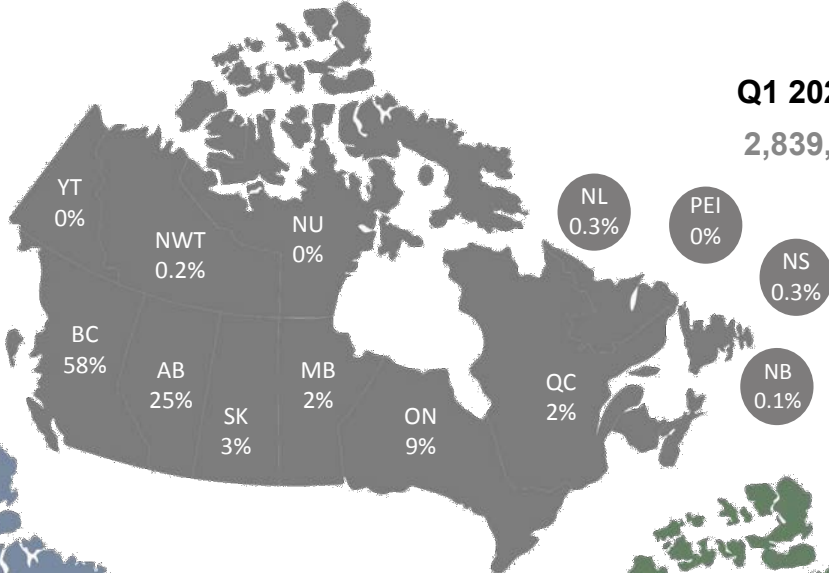 Q1 202
2,839,
YT
0%
NWT
0.2%
NU
0%
NL
0.3%
PEI
0%
NS
0.3%
BC
58%
AB
25%
SK
3%
MB
2%
ON
9%
QC
2%
NB
0.1%